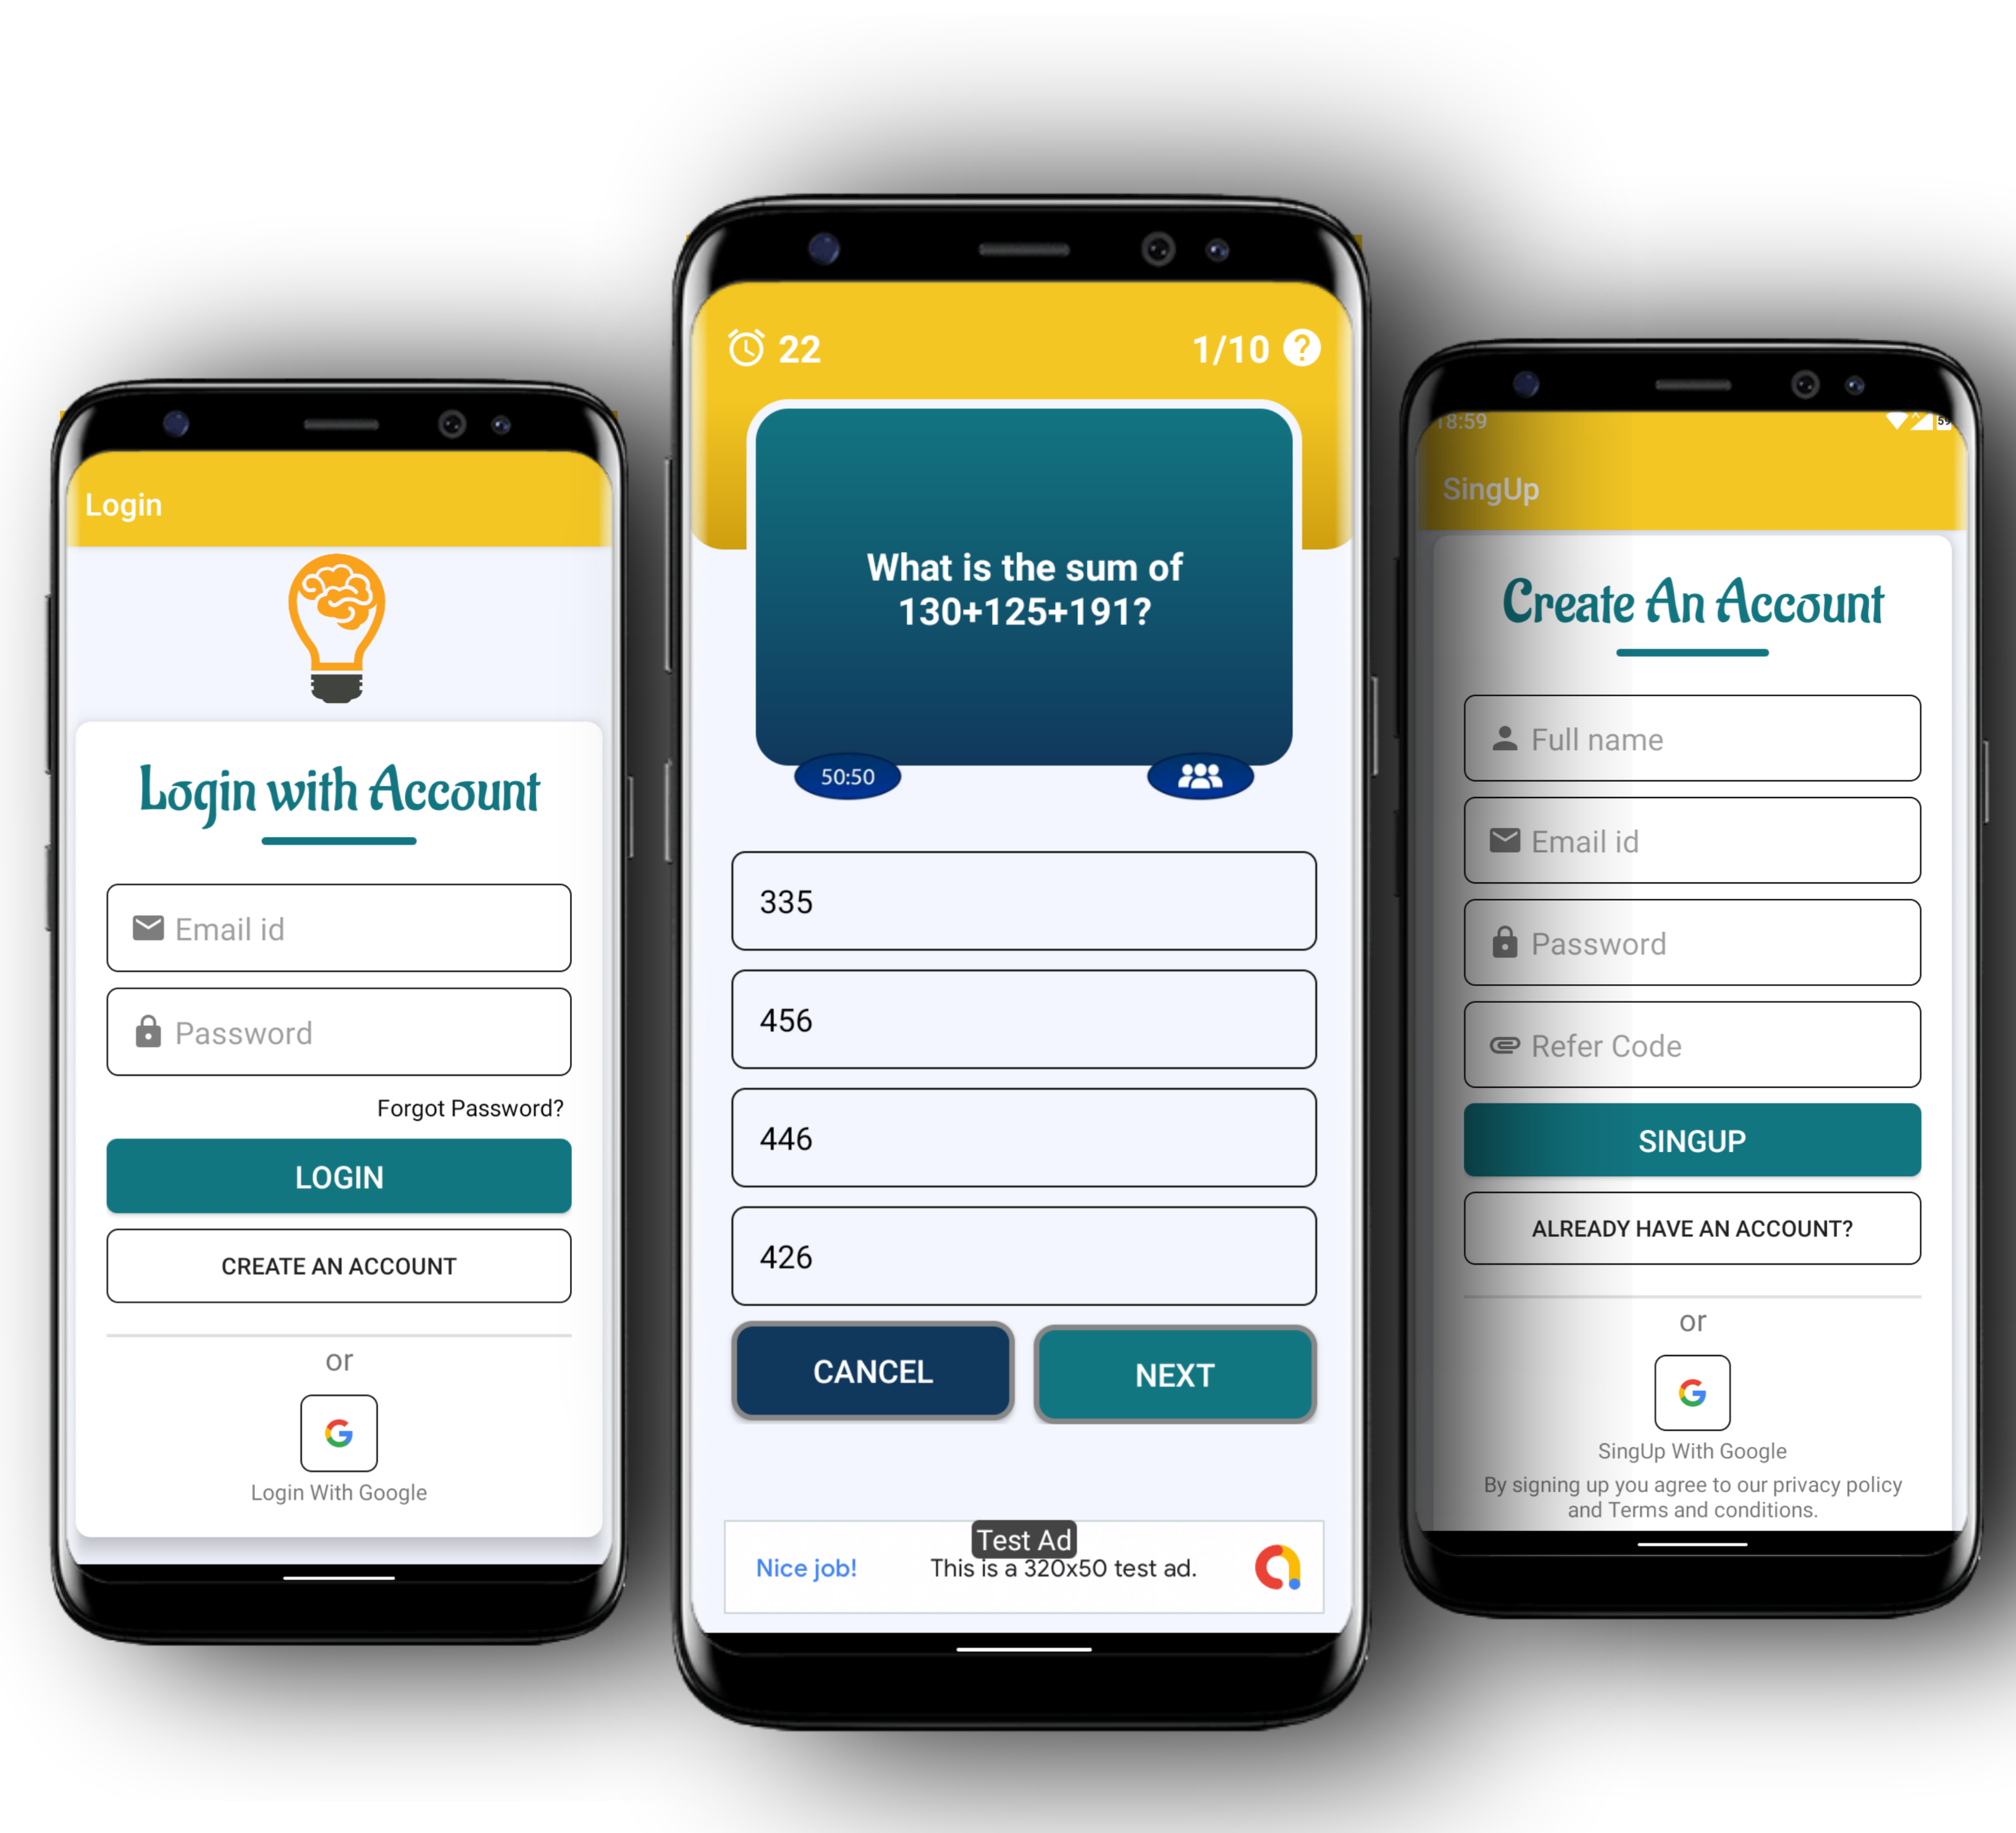 Login
Login with Account
Email id
Password
Forgot Password?
LOGIN
CREATE AN ACCOUNT
or
Login With Google
22
1/10
What is the sum of
130+125+191?
50:50
335
456
446
426
CANCEL
NEXT
Test Ad
Nice job!
This is a 320x50 test ad.
18:59
59
SingUp
Create An Account
Full name
Email id
Password
Refer Code
SINGUP
ALREADY HAVE AN ACCOUNT?
or
SingUp With Google
By signing up you agree to our privacy policy
and Terms and conditions.